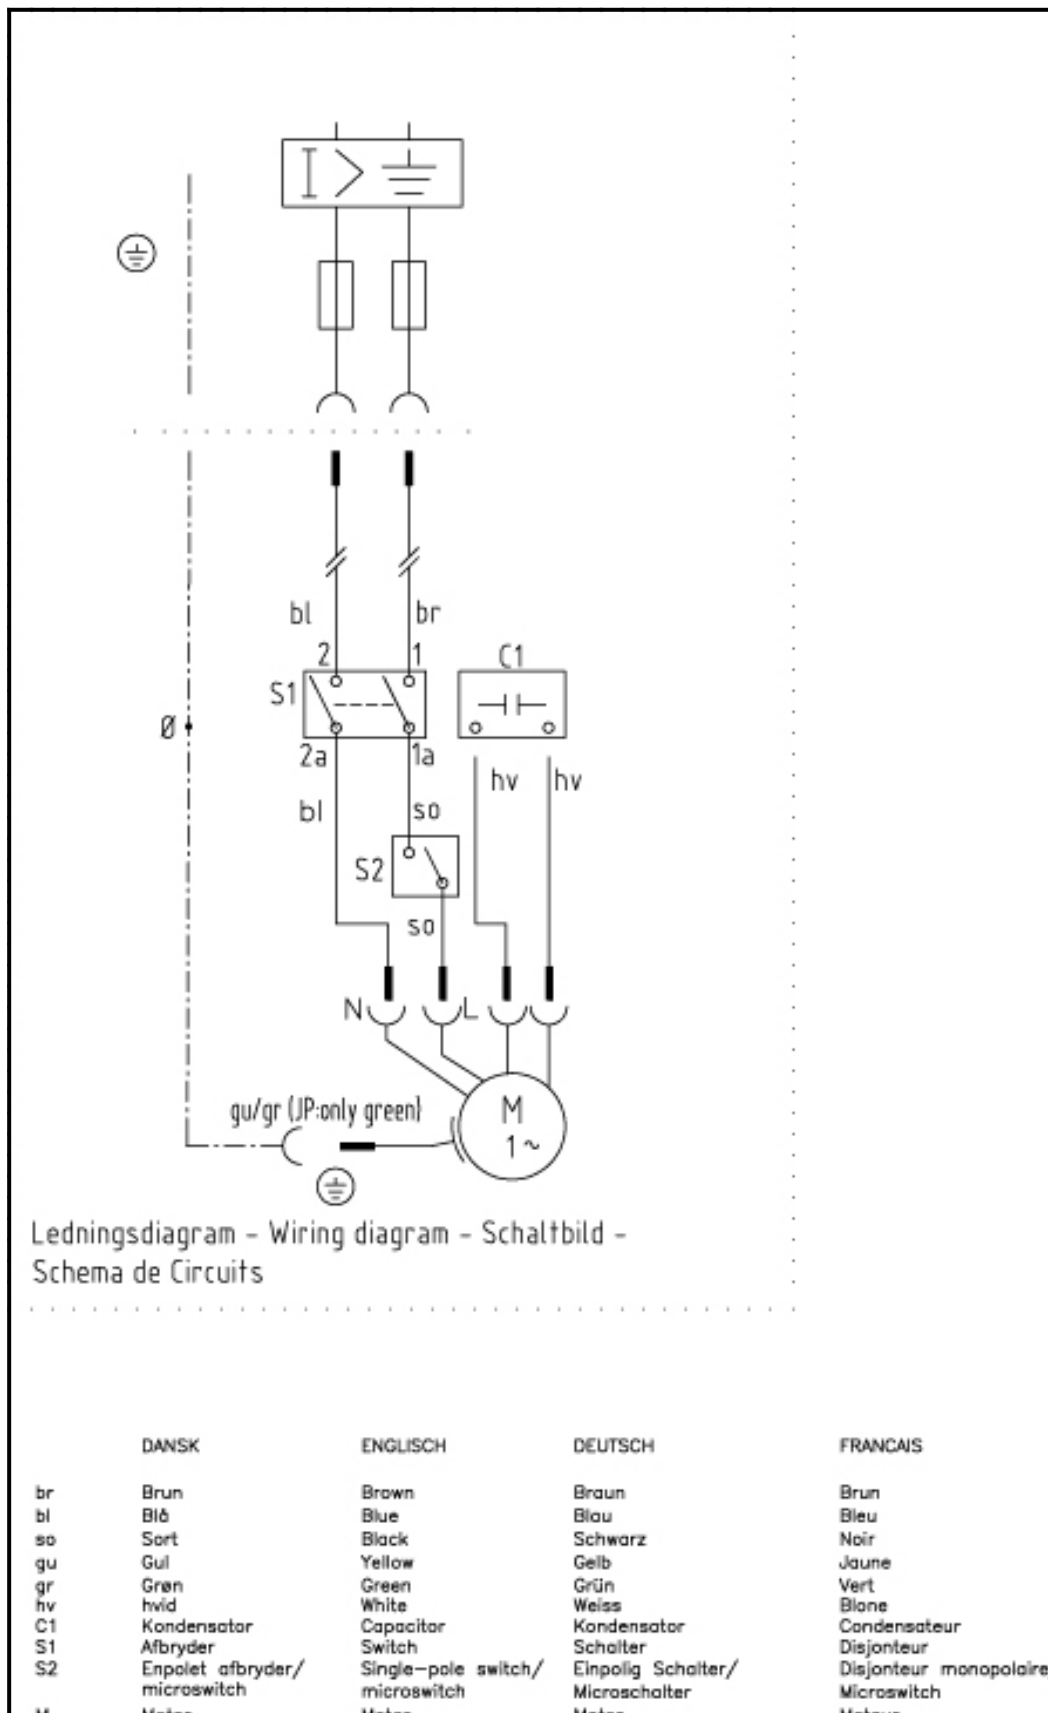 bl br
2 1 C1
S1
Ø
2a 1a
hv hv
bl so
S2
so
N L
gu/gr (JP:only green)
M
1~
Ledningsdiagram - Wiring diagram - Schaltbild -
Schema de Circuits
DANSK ENGLISCH DEUTSCH FRANCAIS
br Brun Brown Braun Brun
bl Blå Blue Blau Bleu
so Sort Black Schwarz Noir
gu Gul Yellow Gelb Jaune
gr Grøn Green Grün Vert
hv hvid White Weiss Blane
C1 Kondensator Capacitor Kondensator Condensateur
S1 Afbryder Switch Schalter Disjonteur
S2 Enpolet afbryder/ Single-pole switch/ Einpolig Schalter/ Disjonteur monopolaire
microswitch microswitch Microschalter Microswitch